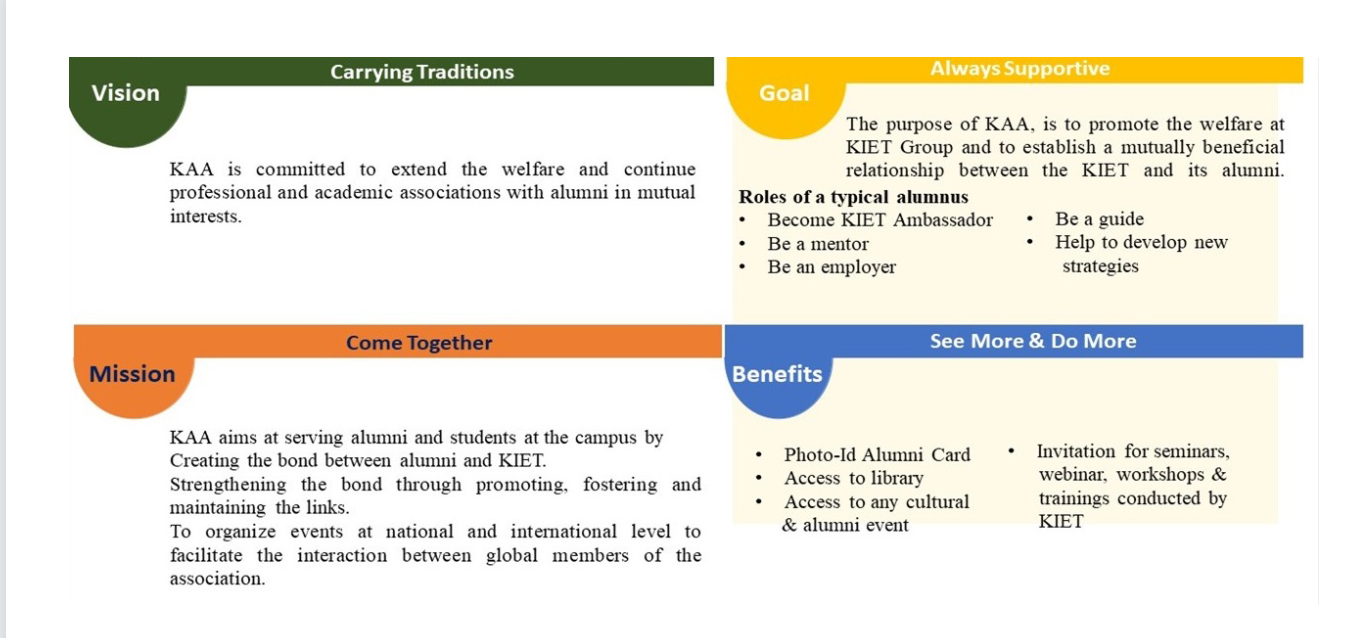 Carrying Traditions
Vision
KAA is committed to extend the welfare and continue
professional and academic associations with alumni in mutual
interests.
Always Supportive
Goal
The purpose of KAA, is to promote the welfare at
KIET Group and to establish a mutually beneficial
relationship between the KIET and its alumni.
Roles of a typical alumnus
• Become KIET Ambassador
• Be a mentor
• Be an employer
• Be a guide
• Help to develop new
strategies
Come Together
Mission
KAA aims at serving alumni and students at the campus by
Creating the bond between alumni and KIET.
Strengthening the bond through promoting, fostering and
maintaining the links.
To organize events at national and international level to
facilitate the interaction between global members of the
association.
See More & Do More
Benefits
• Photo-Id Alumni Card
• Access to library
• Access to any cultural
& alumni event
• Invitation for seminars,
webinar, workshops &
trainings conducted by
KIET